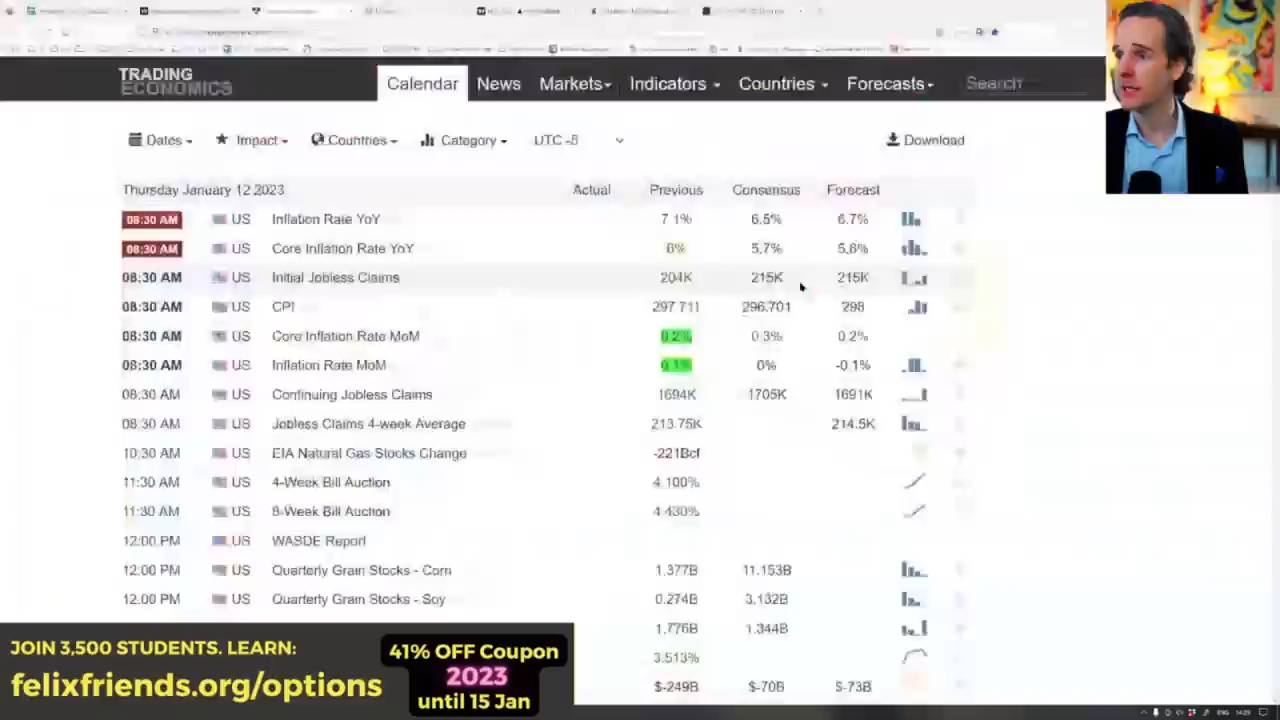 TRADING
ECONOMICS
Calendar News Markets Indicators Countries Forecasts Search
Dates Impact Countries Category UTC -5 Download
Thursday January 12 2023 Actual Previous Consensus Forecast
08:30 AM US Inflation Rate YoY 7.1% 6.5% 6.7%
08:30 AM US Core Inflation Rate YoY 6% 5.7% 5.8%
08:30 AM US Initial Jobless Claims 204K 215K 215K
08:30 AM US CPI 297.711 296.701 298
08:30 AM US Core Inflation Rate MoM 0.2% 0.3% 0.2%
08:30 AM US Inflation Rate MoM 0.1% 0% -0.1%
08:30 AM US Continuing Jobless Claims 1694K 1705K 1691K
08:30 AM US Jobless Claims 4-week Average 213.75K 214.5K
10:30 AM US EIA Natural Gas Stocks Change -221Bcf
11:30 AM US 4-Week Bill Auction 4.100%
11:30 AM US 8-Week Bill Auction 4.430%
12:00 PM US WASDE Report
12:00 PM US Quarterly Grain Stocks - Corn 1.377B 11.153B
12:00 PM US Quarterly Grain Stocks - Soy 0.274B 3.132B
1.776B 1.344B
3.513%
$-249B $-70B $-73B
JOIN 3,500 STUDENTS. LEARN:
felixfriends.org/options
41% OFF Coupon
2023
until 15 Jan
ENG 14:29